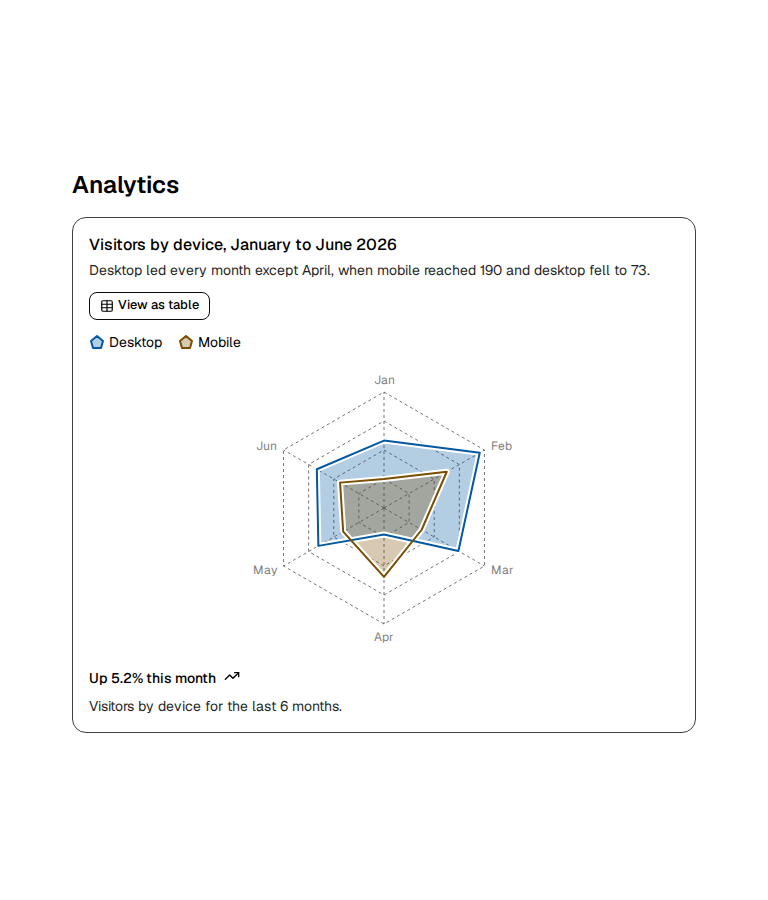 Analytics
Visitors by device, January to June 2026
Desktop led every month except April, when mobile reached 190 and desktop fell to 73.
View as table
Desktop Mobile
Jan
Jun Feb
May Mar
Apr
Up 5.2% this month
Visitors by device for the last 6 months.